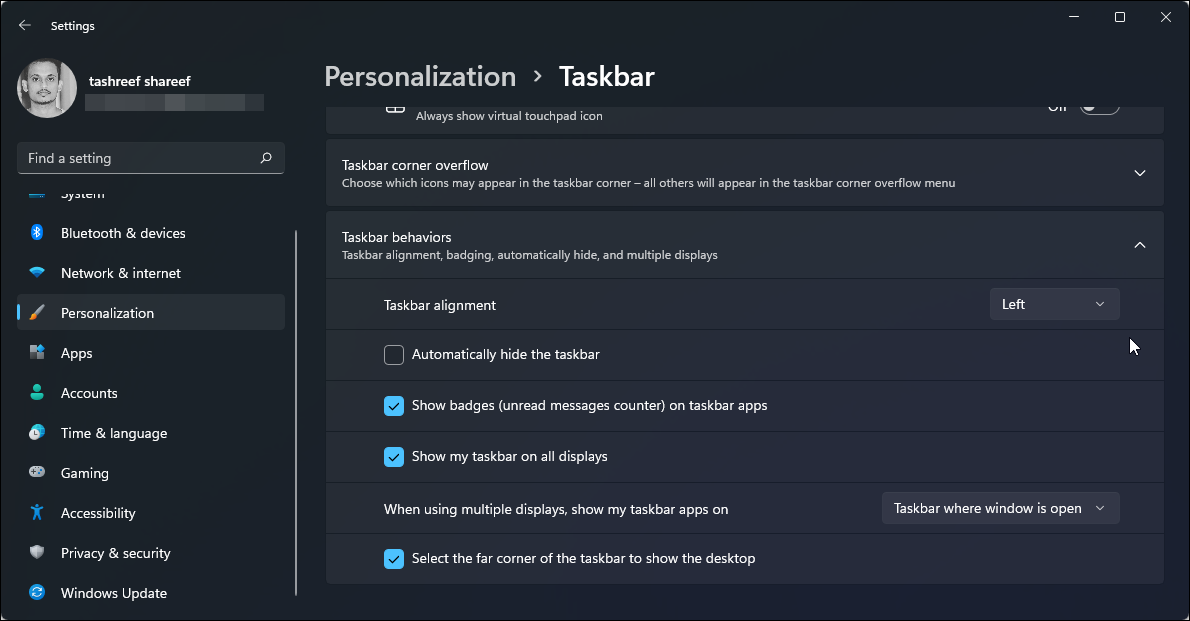 Settings
tashreef shareef
Find a setting
System
Bluetooth & devices
Network & internet
Personalization
Apps
Accounts
Time & language
Gaming
Accessibility
Privacy & security
Windows Update
Personalization › Taskbar
Always show virtual touchpad icon
Off
Taskbar corner overflow
Choose which icons may appear in the taskbar corner – all others will appear in the taskbar corner overflow menu
Taskbar behaviors
Taskbar alignment, badging, automatically hide, and multiple displays
Taskbar alignment
Left
Automatically hide the taskbar
Show badges (unread messages counter) on taskbar apps
Show my taskbar on all displays
When using multiple displays, show my taskbar apps on
Taskbar where window is open
Select the far corner of the taskbar to show the desktop